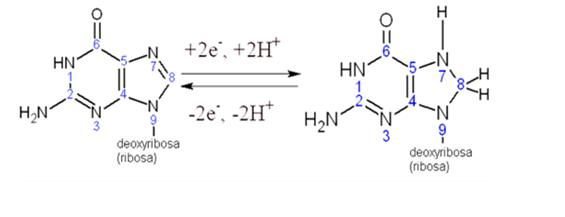 O
6
HN
1
5
N
7
8
2
4
N
9
H₂N
N
3
deoxyribosa
(ribosa)
+2e⁻, +2H⁺
-2e⁻, -2H⁺
H
O
6
HN
1
5
N
7
8
H
H
2
4
N
9
H₂N
N
3
deoxyribosa
(ribosa)